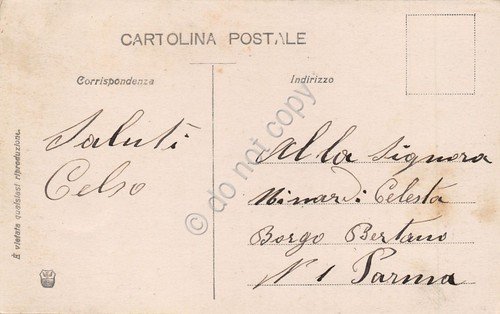 CARTOLINA POSTALE
Corrispondenza
Indirizzo
Saluti
Celso
Alla Signora
Minardi Celesta
Borgo Bertano
N 1 Parma
È vietata qualsiasi riproduzione.
© do not copy